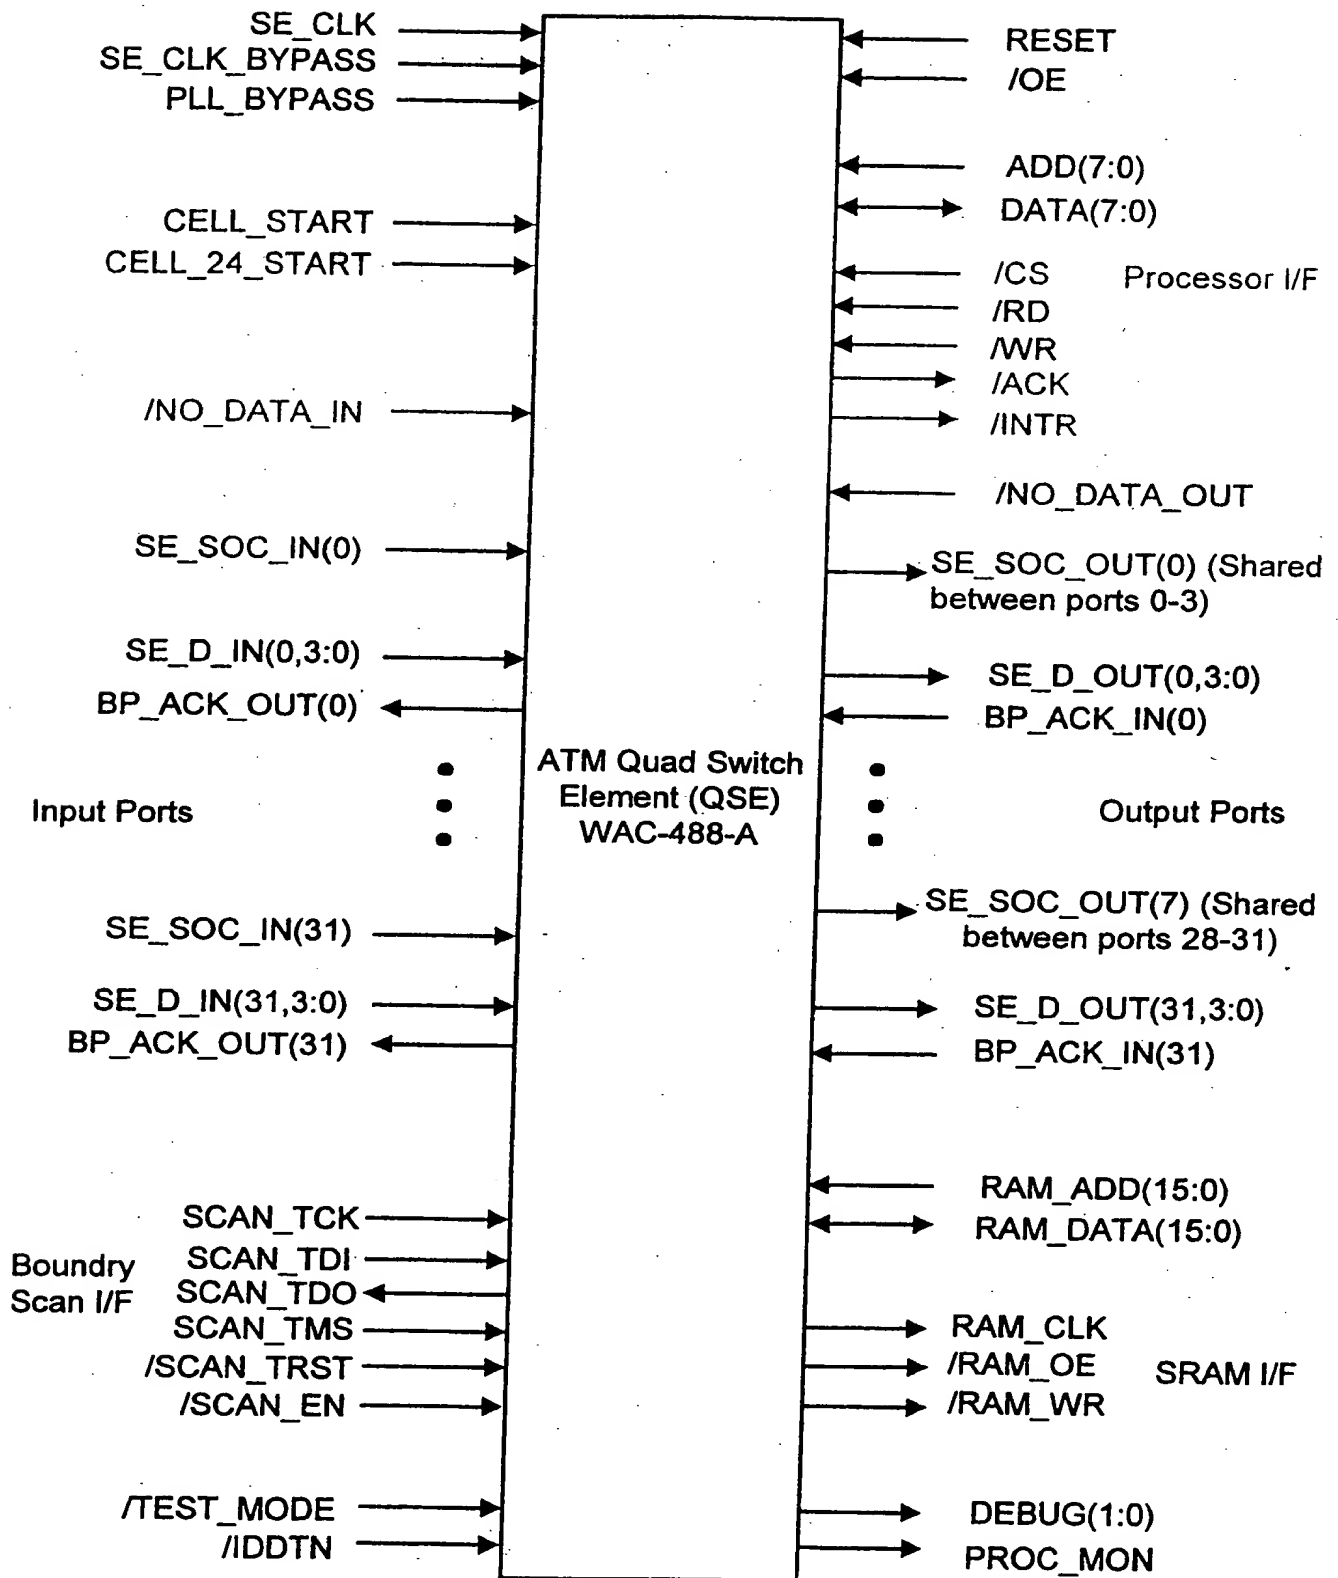 SE_CLK
SE_CLK_BYPASS
PLL_BYPASS
CELL_START
CELL_24_START
/NO_DATA_IN
SE_SOC_IN(0)
SE_D_IN(0,3:0)
BP_ACK_OUT(0)
Input Ports
SE_SOC_IN(31)
SE_D_IN(31,3:0)
BP_ACK_OUT(31)
SCAN_TCK
Boundry
Scan I/F
SCAN_TDI
SCAN_TDO
SCAN_TMS
/SCAN_TRST
/SCAN_EN
/TEST_MODE
/IDDTN
ATM Quad Switch
Element (QSE)
WAC-488-A
RESET
/OE
ADD(7:0)
DATA(7:0)
/CS
Processor I/F
/RD
/WR
/ACK
/INTR
/NO_DATA_OUT
SE_SOC_OUT(0) (Shared
between ports 0-3)
SE_D_OUT(0,3:0)
BP_ACK_IN(0)
Output Ports
SE_SOC_OUT(7) (Shared
between ports 28-31)
SE_D_OUT(31,3:0)
BP_ACK_IN(31)
RAM_ADD(15:0)
RAM_DATA(15:0)
RAM_CLK
/RAM_OE
SRAM I/F
/RAM_WR
DEBUG(1:0)
PROC_MON